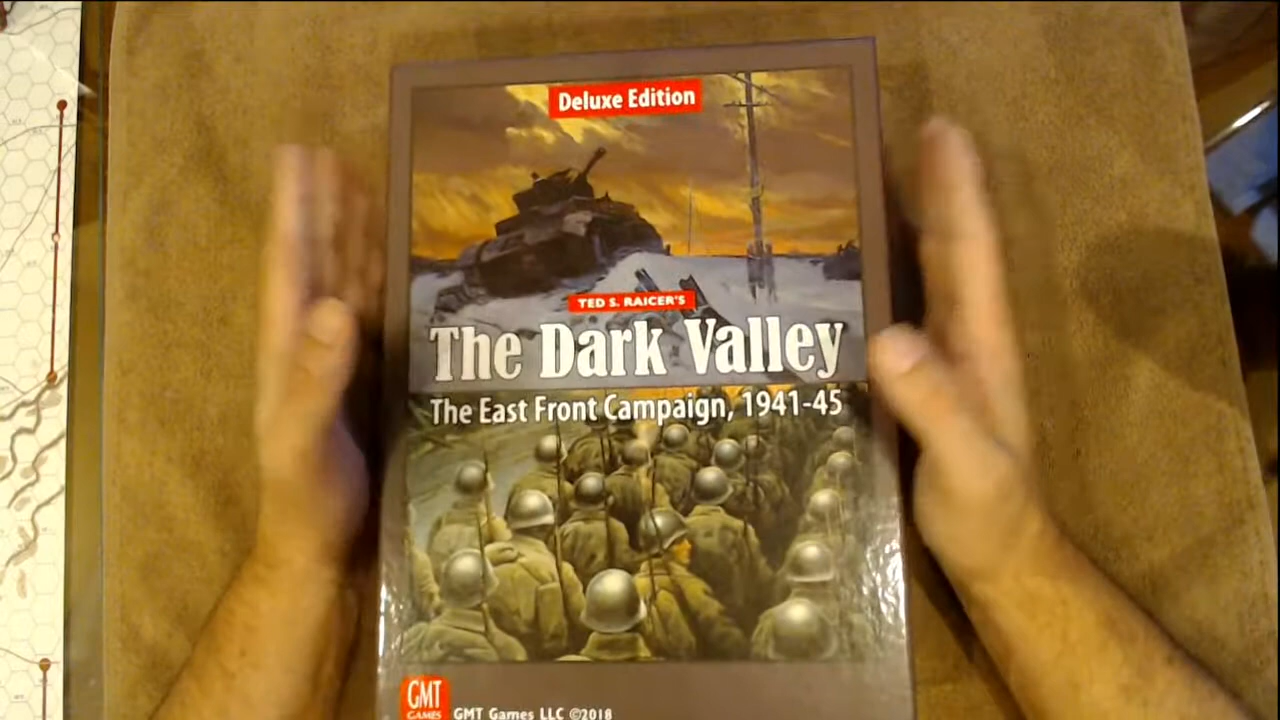 Deluxe Edition
TED S. RAICER'S
The Dark Valley
The East Front Campaign, 1941-45
GMT
GAMES
GMT Games LLC ©2018